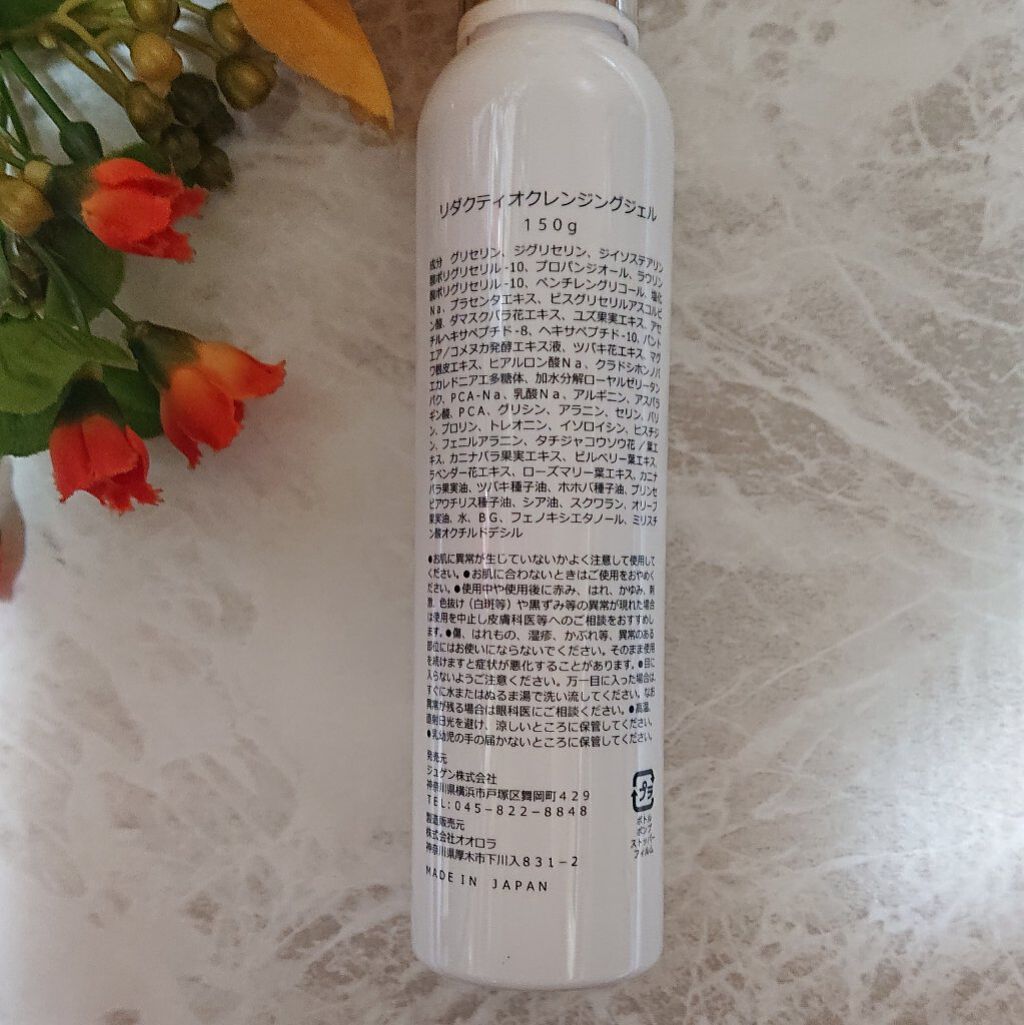 リダクティオクレンジングジェル
150g
成分 グリセリン、ジグリセリン、ジイソステアリン
酸ポリグリセリル-10、プロパンジオール、ラウリン
酸ポリグリセリル-10、ペンチレングリコール、塩化
Na、プラセンタエキス、ビスグリセリルアスコルビ
ン酸、ダマスクバラ花エキス、ユズ果実エキス、アセ
チルヘキサペプチド-8、ヘキサペプチド-10、パント
エア/コメヌカ発酵エキス液、ツバキ花エキス、マグ
ワ根皮エキス、ヒアルロン酸Na、クラドシホンノバ
エカレドニアエ多糖体、加水分解ローヤルゼリータン
パク、PCA-Na、乳酸Na、アルギニン、アスパラ
ギン酸、PCA、グリシン、アラニン、セリン、バリ
ン、プロリン、トレオニン、イソロイシン、ヒスチジ
ン、フェニルアラニン、タチジャコウソウ花/葉エ
キス、カニナバラ果実エキス、ビルベリー葉エキス、
ラベンダー花エキス、ローズマリー葉エキス、カニナ
バラ果実油、ツバキ種子油、ホホバ種子油、プリンセ
ピアウチリス種子油、シア油、スクワラン、オリーブ
果実油、水、BG、フェノキシエタノール、ミリスチ
ン酸オクチルドデシル
●お肌に異常が生じていないかよく注意して使用して
ください。●お肌に合わないときはご使用をおやめく
ださい。●使用中や使用後に赤み、はれ、かゆみ、刺
激、色抜け(白斑等)や黒ずみ等の異常が現れた場合
は使用を中止し皮膚科医等へのご相談をおすすめし
ます。●傷、はれもの、湿疹、かぶれ等、異常のある
部位にはお使いにならないでください。そのまま使用
を続けますと症状が悪化することがあります。●目に
入らないようご注意ください。万一目に入った場合は、
すぐに水またはぬるま湯で洗い流してください。なお
異常が残る場合は眼科医にご相談ください。●高温、
直射日光を避け、涼しいところに保管してください。
●乳幼児の手の届かないところに保管してください。
発売元
ジュゲン株式会社
神奈川県横浜市戸塚区舞岡町429
TEL:045-822-8848
製造販売元
株式会社オオロラ
神奈川県厚木市下川入831-2
MADE IN JAPAN
プラ
ボトル
ポンプ
ストッパー
フィルム